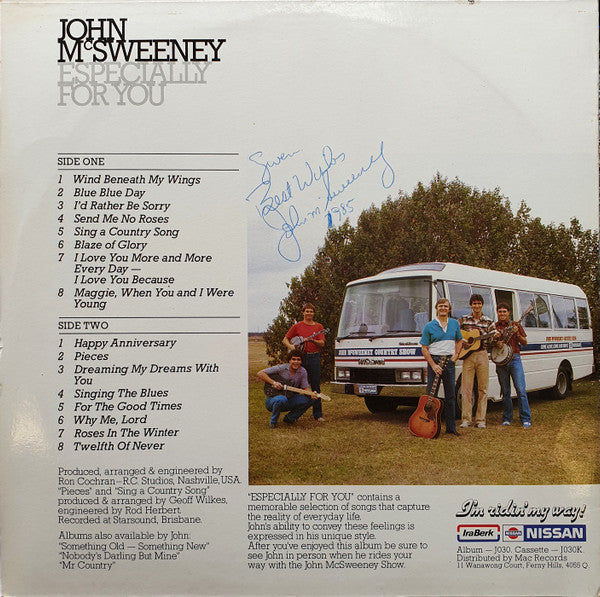 JOHN
McSWEENEY
ESPECIALLY
FOR YOU
SIDE ONE
1 Wind Beneath My Wings
2 Blue Blue Day
3 I'd Rather Be Sorry
4 Send Me No Roses
5 Sing a Country Song
6 Blaze of Glory
7 I Love You More and More
Every Day —
I Love You Because
8 Maggie, When You and I Were
Young
SIDE TWO
1 Happy Anniversary
2 Pieces
3 Dreaming My Dreams With
You
4 Singing The Blues
5 For The Good Times
6 Why Me, Lord
7 Roses In The Winter
8 Twelfth Of Never
Produced, arranged & engineered by
Ron Cochran—R.C. Studios, Nashville, USA.
"Pieces" and "Sing a Country Song"
produced & arranged by Geoff Wilkes,
engineered by Rod Herbert.
Recorded at Starsound, Brisbane.
Albums also available by John:
"Something Old — Something New"
"Nobody's Darling But Mine"
"Mr Country"
Best Wishes
John McSweeney
1985
JOHN McSWEENEY COUNTRY SHOW
"ESPECIALLY FOR YOU" contains a
memorable selection of songs that capture
the reality of everyday life.
John's ability to convey these feelings is
expressed in his unique style.
After you've enjoyed this album be sure to
see John in person when he rides your
way with the John McSweeney Show.
I'm ridin' my way!
Ira Berk NISSAN NISSAN
Album — J030. Cassette — J030K.
Distributed by Mac Records
11 Wanawong Court, Ferny Hills, 4055 Q.